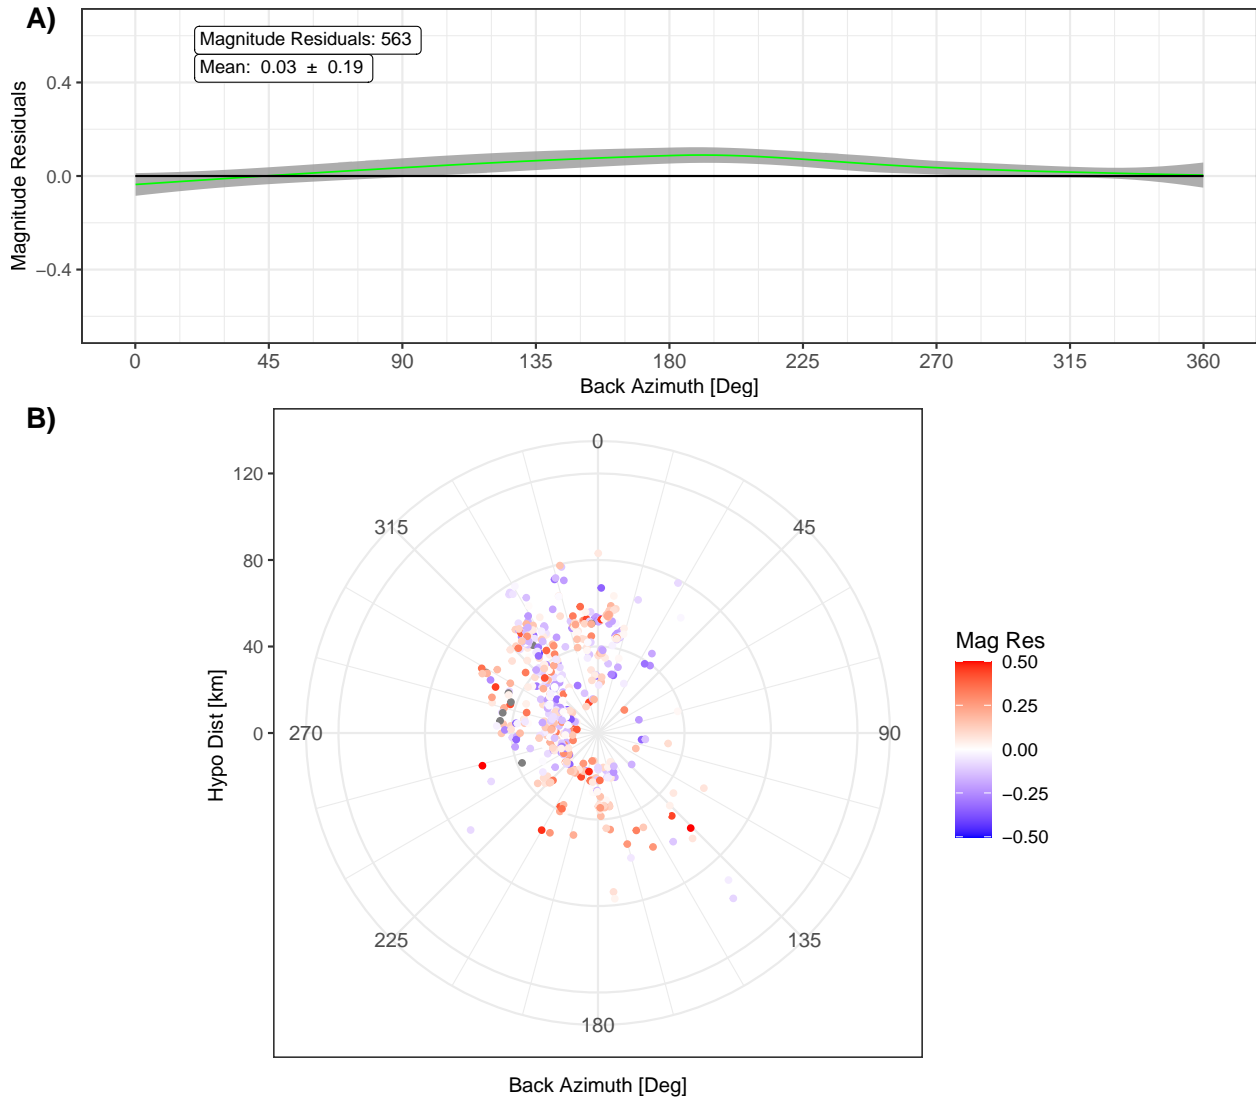 A)
Magnitude Residuals: 563
Mean: 0.03 ± 0.19
Magnitude Residuals
0.4
0.0
−0.4
0 45 90 135 180 225 270 315 360
Back Azimuth [Deg]
B)
Hypo Dist [km]
120
80
40
0
0
45
90
135
180
225
270
315
Back Azimuth [Deg]
Mag Res
0.50
0.25
0.00
−0.25
−0.50